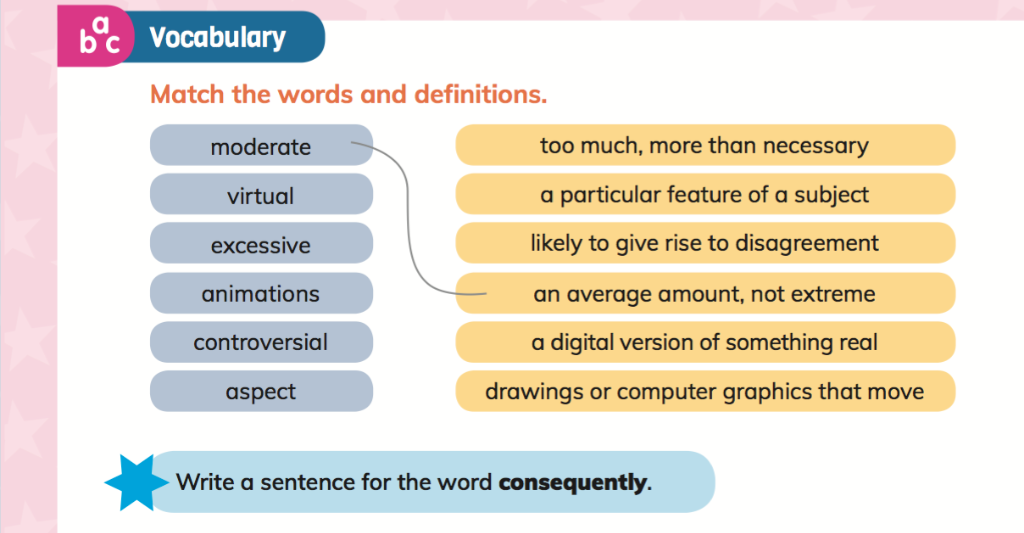 a
b c
Vocabulary
Match the words and definitions.
moderate
too much, more than necessary
virtual
a particular feature of a subject
excessive
likely to give rise to disagreement
animations
an average amount, not extreme
controversial
a digital version of something real
aspect
drawings or computer graphics that move
Write a sentence for the word consequently.